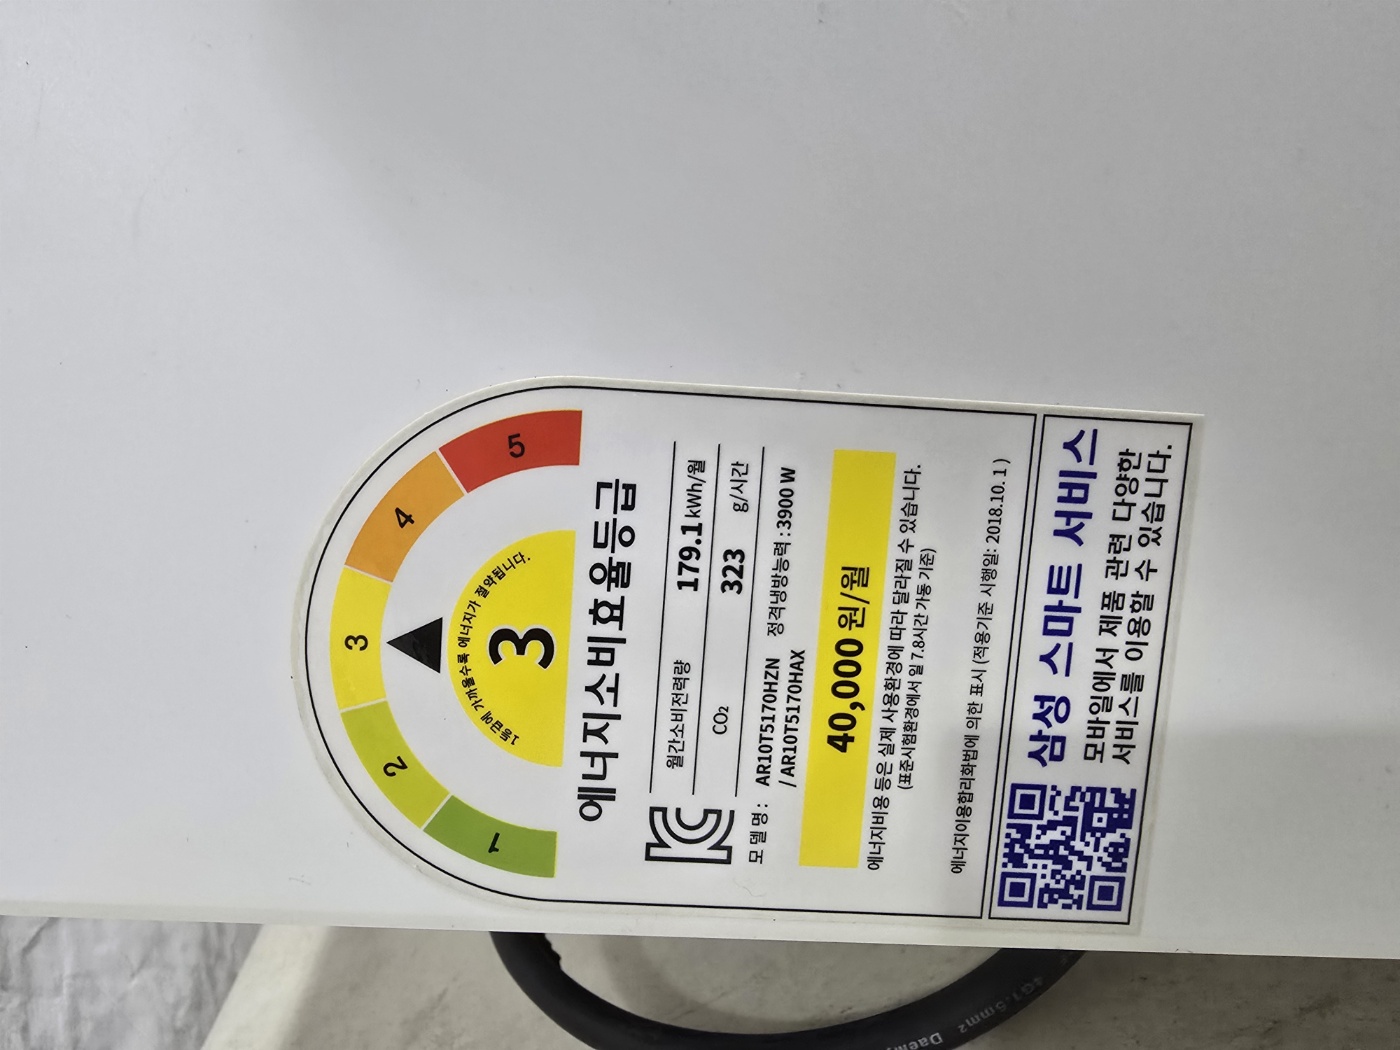 1 2 3 4 5
1등급에 가까울수록 에너지가 절약됩니다.
3
에너지소비효율등급
월간소비전력량 179.1 kWh/월
CO₂ 323 g/시간
모델명 : AR10T5170HZN 정격냉방능력 : 3900 W
/ AR10T5170HAX
40,000 원/월
에너지비용 등은 실제 사용환경에 따라 달라질 수 있습니다.
(표준시험환경에서 일 7.8시간 가동 기준)
에너지이용합리화법에 의한 표시 (적용기준 시행일: 2018.10. 1 )
삼성 스마트 서비스
모바일에서 제품 관련 다양한
서비스를 이용할 수 있습니다.
4G1.5mm² Daem